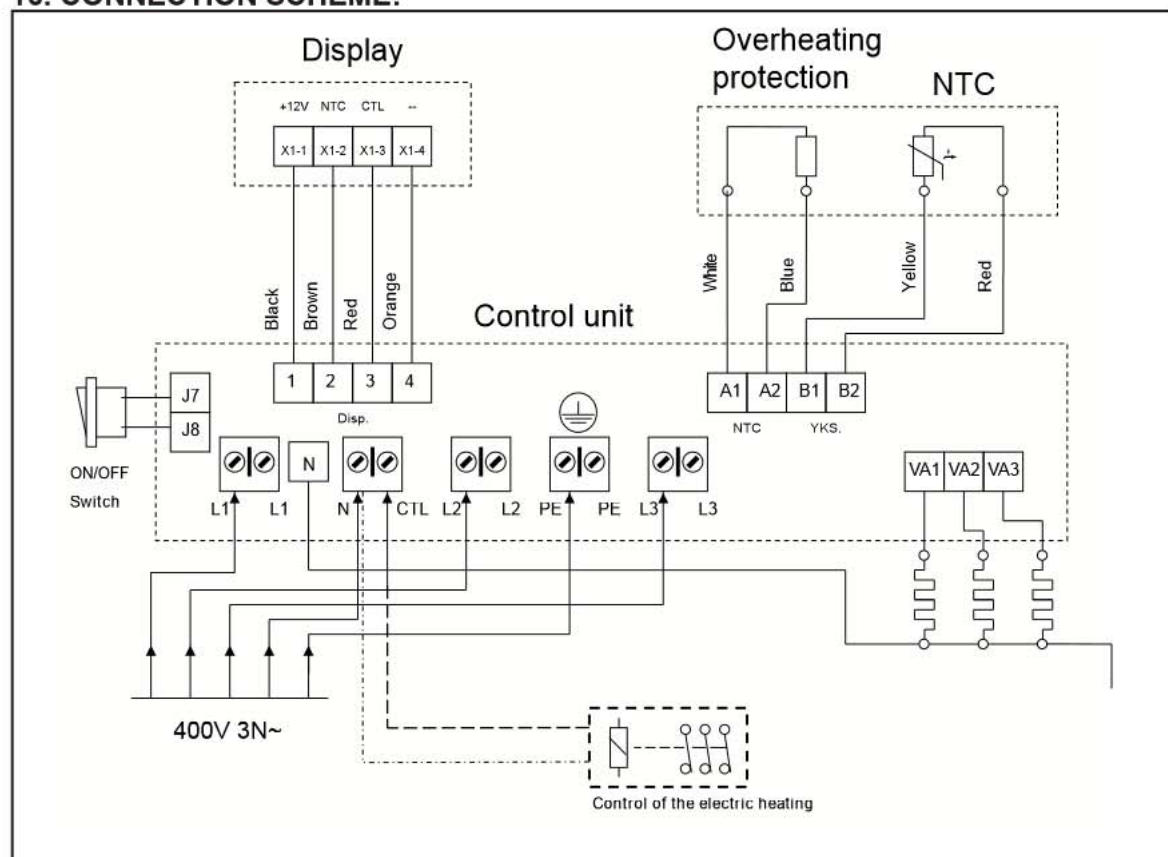 10. CONNECTION SCHEME:
Display
Overheating
protection
NTC
+12V NTC CTL --
X1-1 X1-2 X1-3 X1-4
Black
Brown
Red
Orange
White
Blue
Yellow
Red
Control unit
J7
J8
1 2 3 4
Disp.
A1 A2 B1 B2
NTC YKS.
ON/OFF
Switch
N
L1 L1 N CTL L2 L2 PE PE L3 L3
VA1 VA2 VA3
400V 3N~
Control of the electric heating